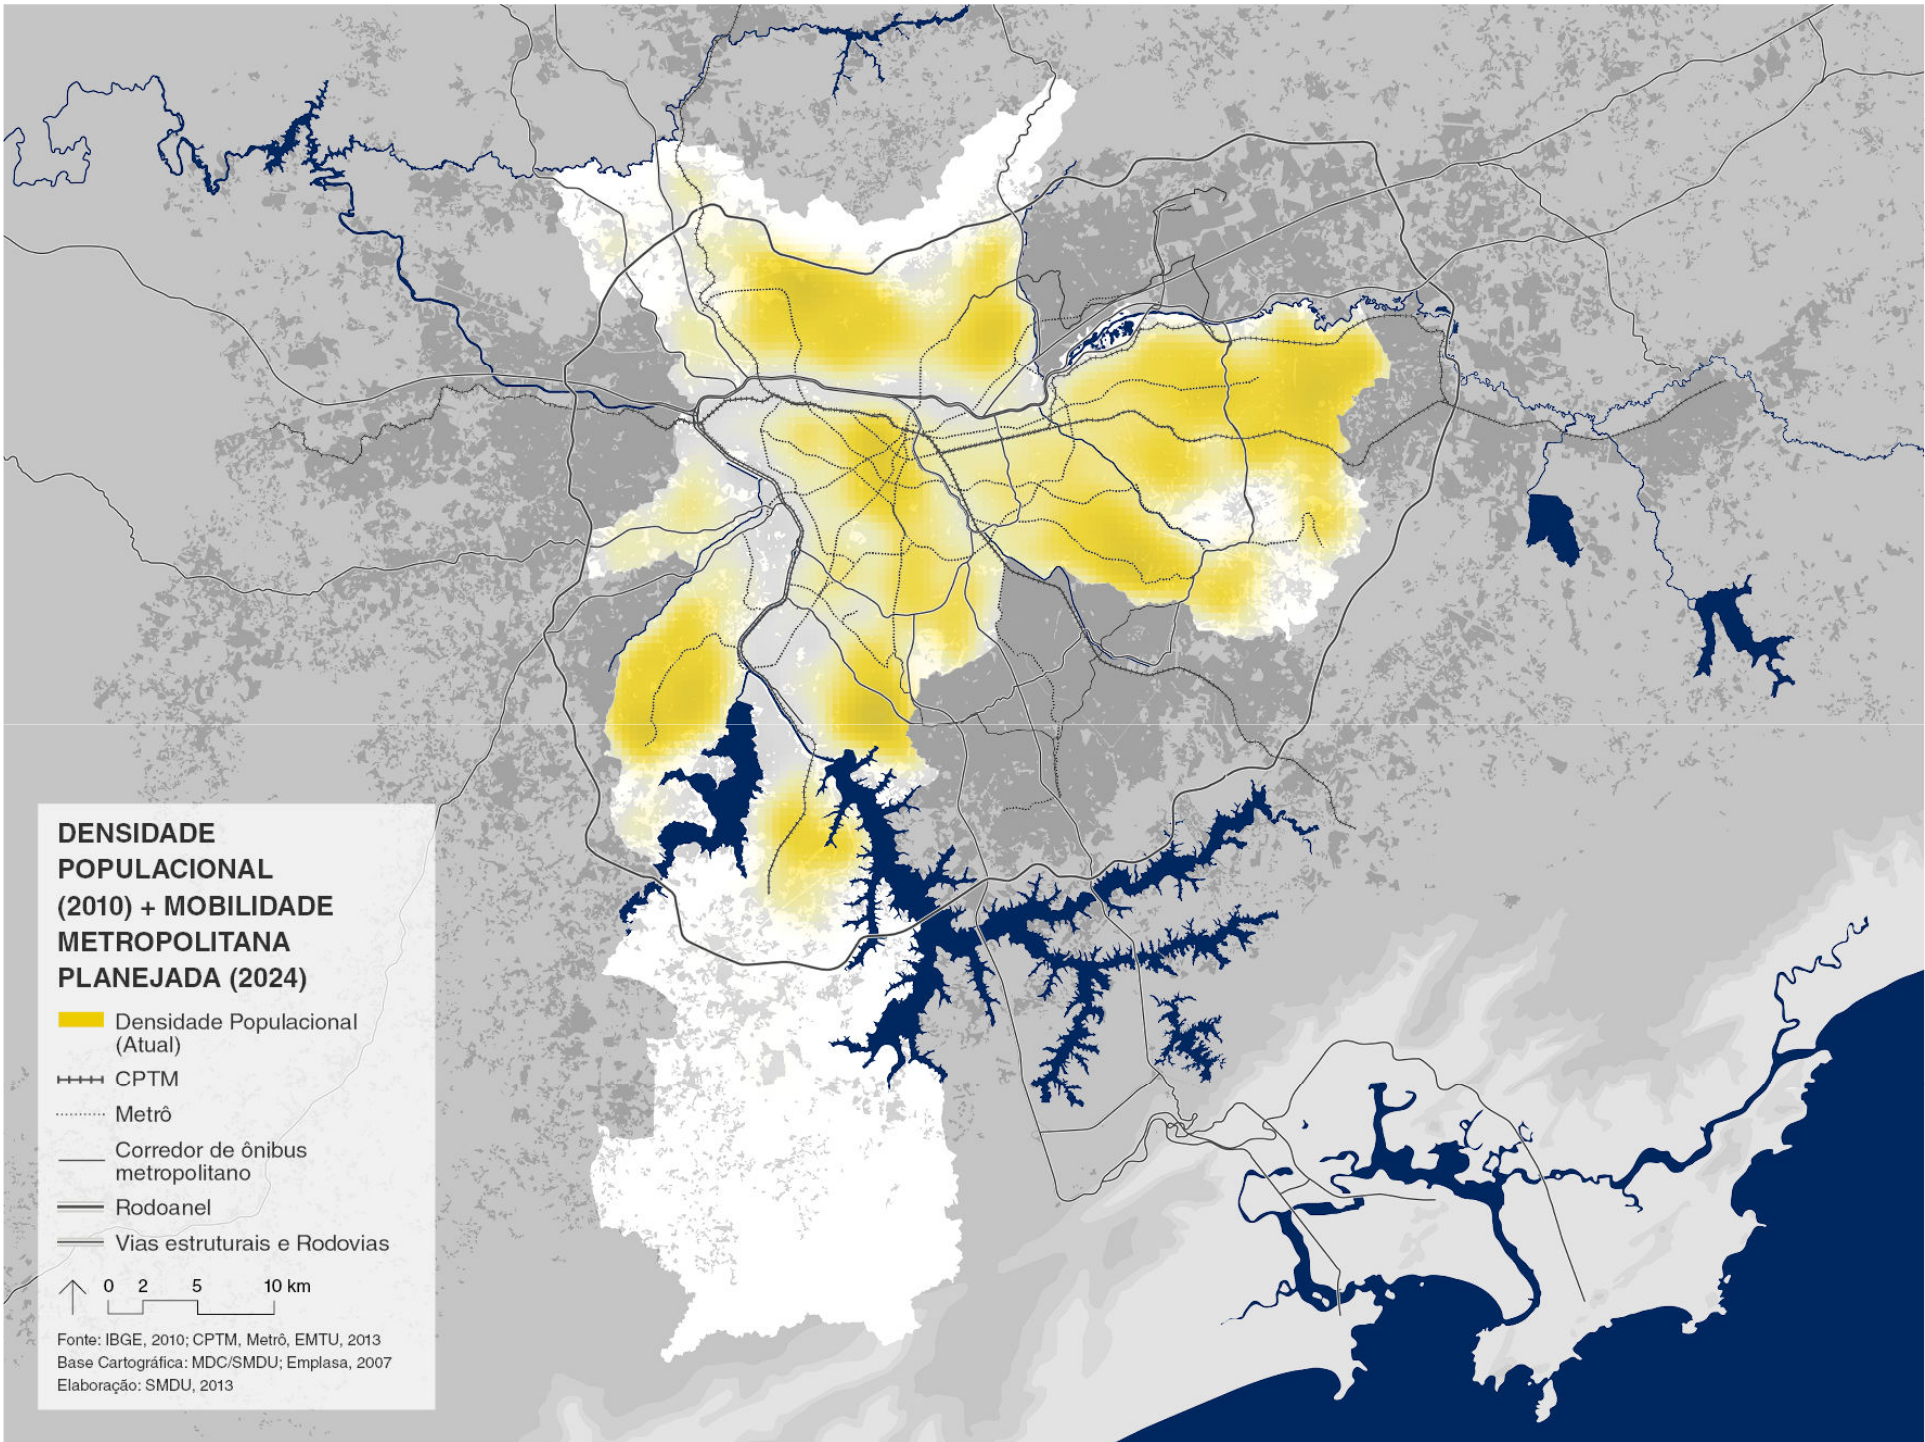 DENSIDADE
POPULACIONAL
(2010) + MOBILIDADE
METROPOLITANA
PLANEJADA (2024)
Densidade Populacional
(Atual)
CPTM
Metrô
Corredor de ônibus
metropolitano
Rodoanel
Vias estruturais e Rodovias
0 2 5 10 km
Fonte: IBGE, 2010; CPTM, Metrô, EMTU, 2013
Base Cartográfica: MDC/SMDU; Emplasa, 2007
Elaboração: SMDU, 2013